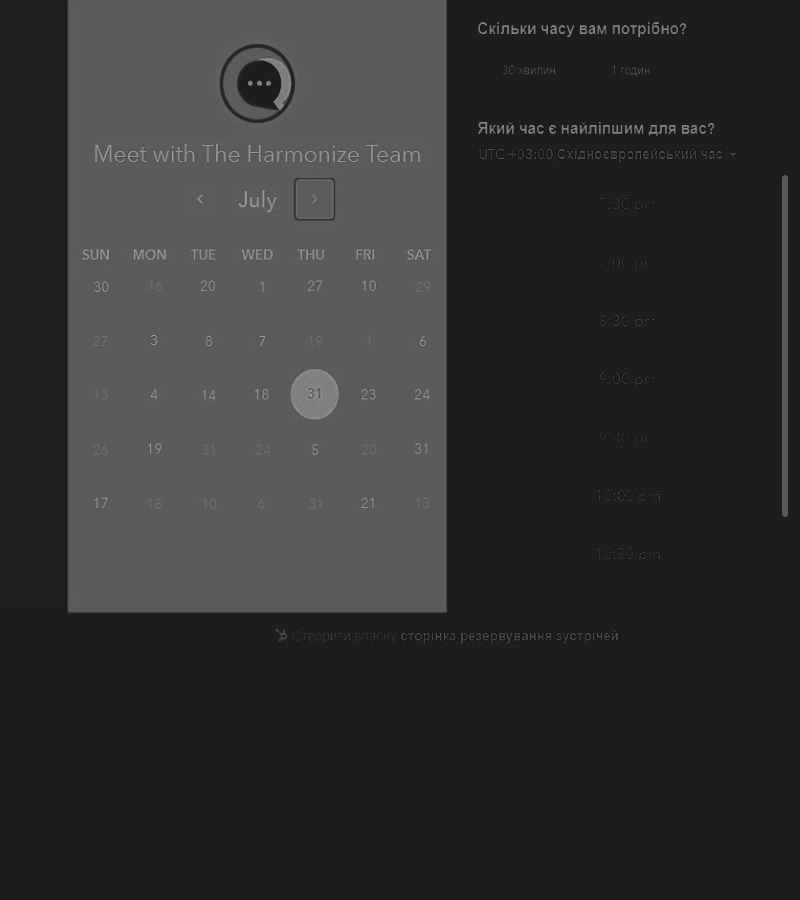 Meet with The Harmonize Team
July
SUN MON TUE WED THU FRI SAT
30 16 20 1 27 10 29
27 3 8 7 19 1 6
13 4 14 18 31 23 24
26 19 31 24 5 20 31
17 18 10 6 31 21 13
Скільки часу вам потрібно?
30 хвилин 1 годин
Який час є найліпшим для вас?
UTC +03:00 Східноєвропейський час
7:30 pm
8:00 pm
8:30 pm
9:00 pm
9:30 pm
10:00 pm
10:30 pm
Створити власну сторінка резервування зустрічей